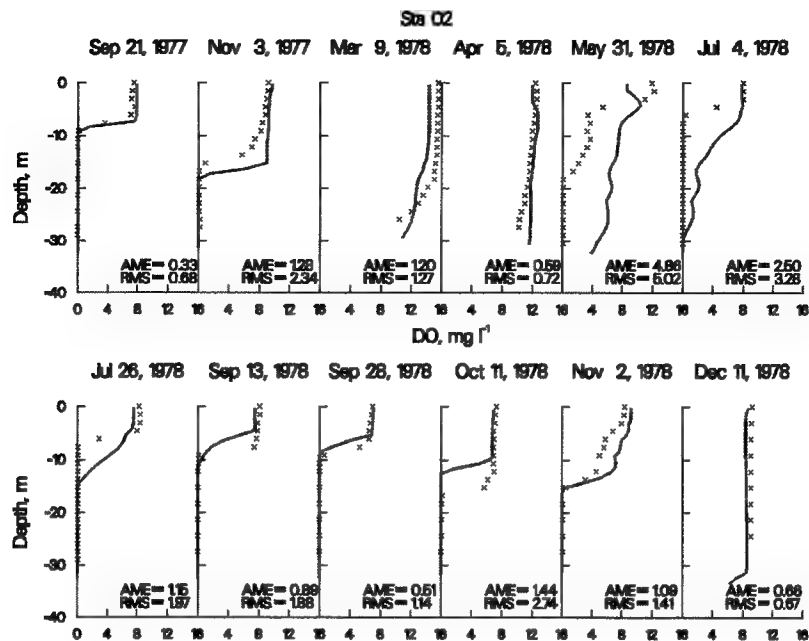 Sta 02
Sep 21, 1977 Nov 3, 1977 Mar 9, 1978 Apr 5, 1978 May 31, 1978 Jul 4, 1978
0
-10
-20
-30
-40
Depth, m
AME= 0.33 AME= 1.28 AME= 1.20 AME= 0.59 AME= 4.86 AME= 2.50
RMS= 0.68 RMS= 2.34 RMS= 1.27 RMS= 0.72 RMS= 5.02 RMS= 3.28
0 4 8 12 16 4 8 12 16 4 8 12 16 4 8 12 16 4 8 12 16 4 8 12 16
DO, mg l⁻¹
Jul 26, 1978 Sep 13, 1978 Sep 28, 1978 Oct 11, 1978 Nov 2, 1978 Dec 11, 1978
0
-10
-20
-30
-40
Depth, m
AME= 1.15 AME= 0.89 AME= 0.51 AME= 1.44 AME= 1.09 AME= 0.66
RMS= 1.97 RMS= 1.88 RMS= 1.14 RMS= 2.74 RMS= 1.41 RMS= 0.67
0 4 8 12 16 4 8 12 16 4 8 12 16 4 8 12 16 4 8 12 16 4 8 12 16